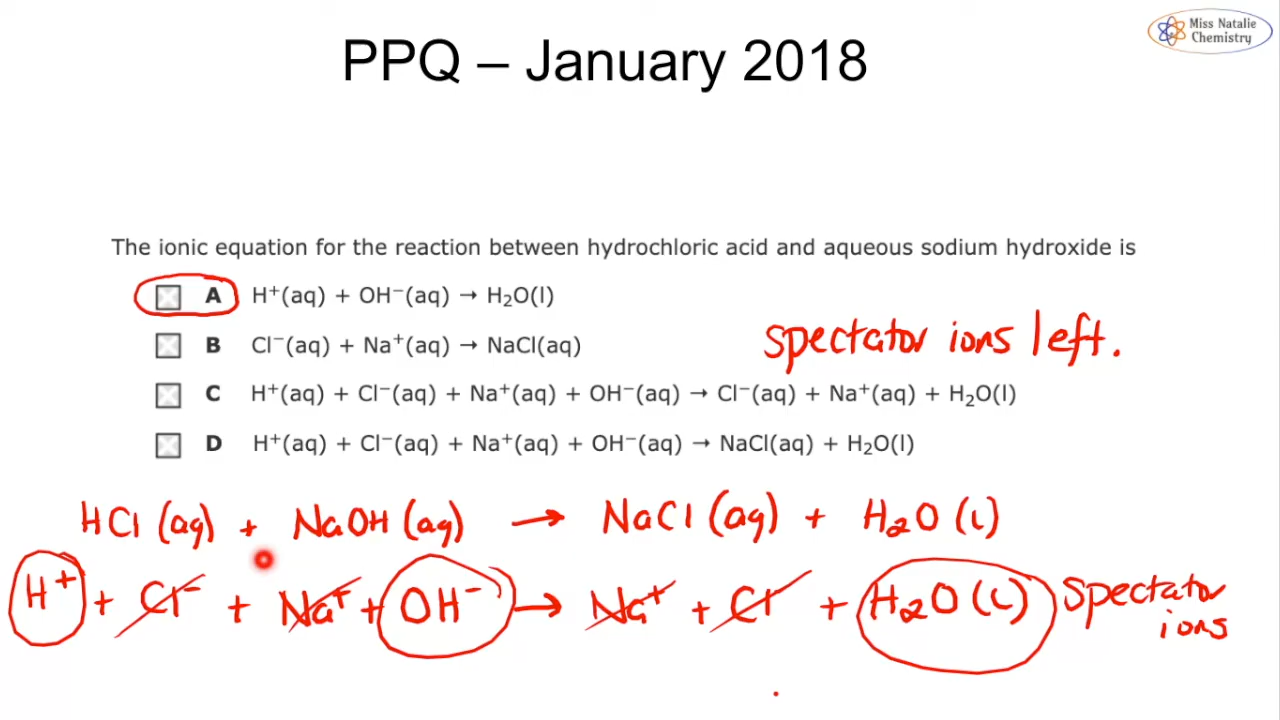 Miss Natalie
Chemistry
PPQ – January 2018
The ionic equation for the reaction between hydrochloric acid and aqueous sodium hydroxide is
A H⁺(aq) + OH⁻(aq) → H₂O(l)
B Cl⁻(aq) + Na⁺(aq) → NaCl(aq)
spectator ions left.
C H⁺(aq) + Cl⁻(aq) + Na⁺(aq) + OH⁻(aq) → Cl⁻(aq) + Na⁺(aq) + H₂O(l)
D H⁺(aq) + Cl⁻(aq) + Na⁺(aq) + OH⁻(aq) → NaCl(aq) + H₂O(l)
HCl (aq) + NaOH (aq) → NaCl (aq) + H₂O (l)
H⁺ + Cl⁻ + Na⁺ + OH⁻ → Na⁺ + Cl⁻ + H₂O (l) Spectator
ions